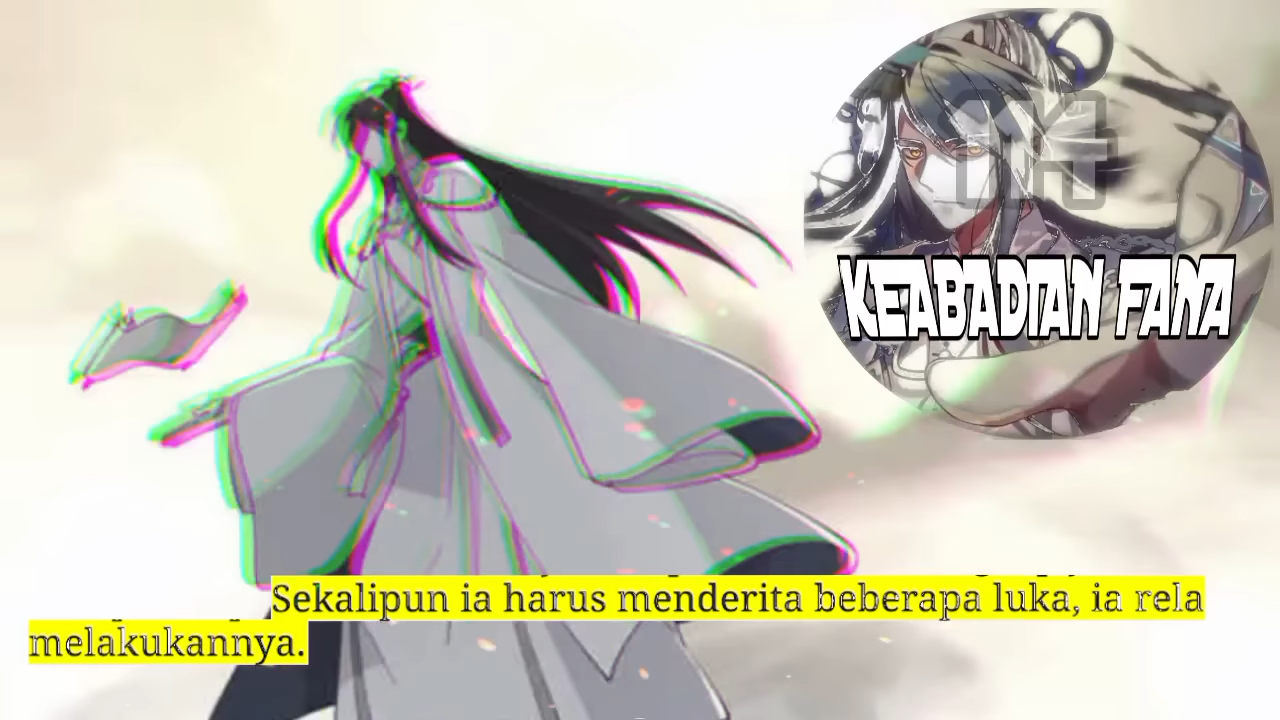 KEABADIAN FANA
Sekalipun ia harus menderita beberapa luka, ia rela
melakukannya.